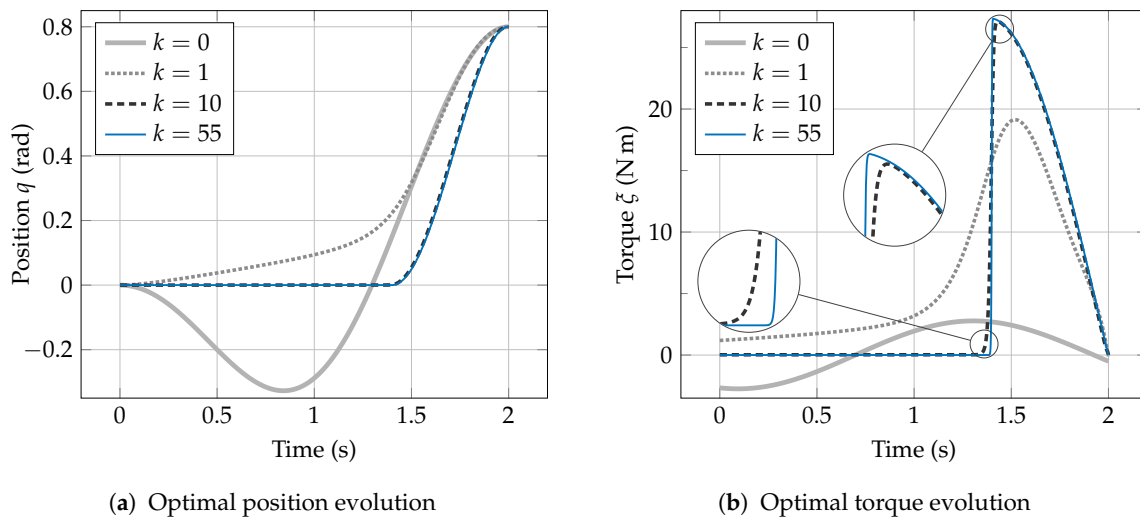 0.8
0.6
0.4
0.2
0
−0.2
Position q (rad)
k = 0
k = 1
k = 10
k = 55
0 0.5 1 1.5 2
Time (s)
(a) Optimal position evolution
20
10
0
Torque ζ (N m)
k = 0
k = 1
k = 10
k = 55
0 0.5 1 1.5 2
Time (s)
(b) Optimal torque evolution